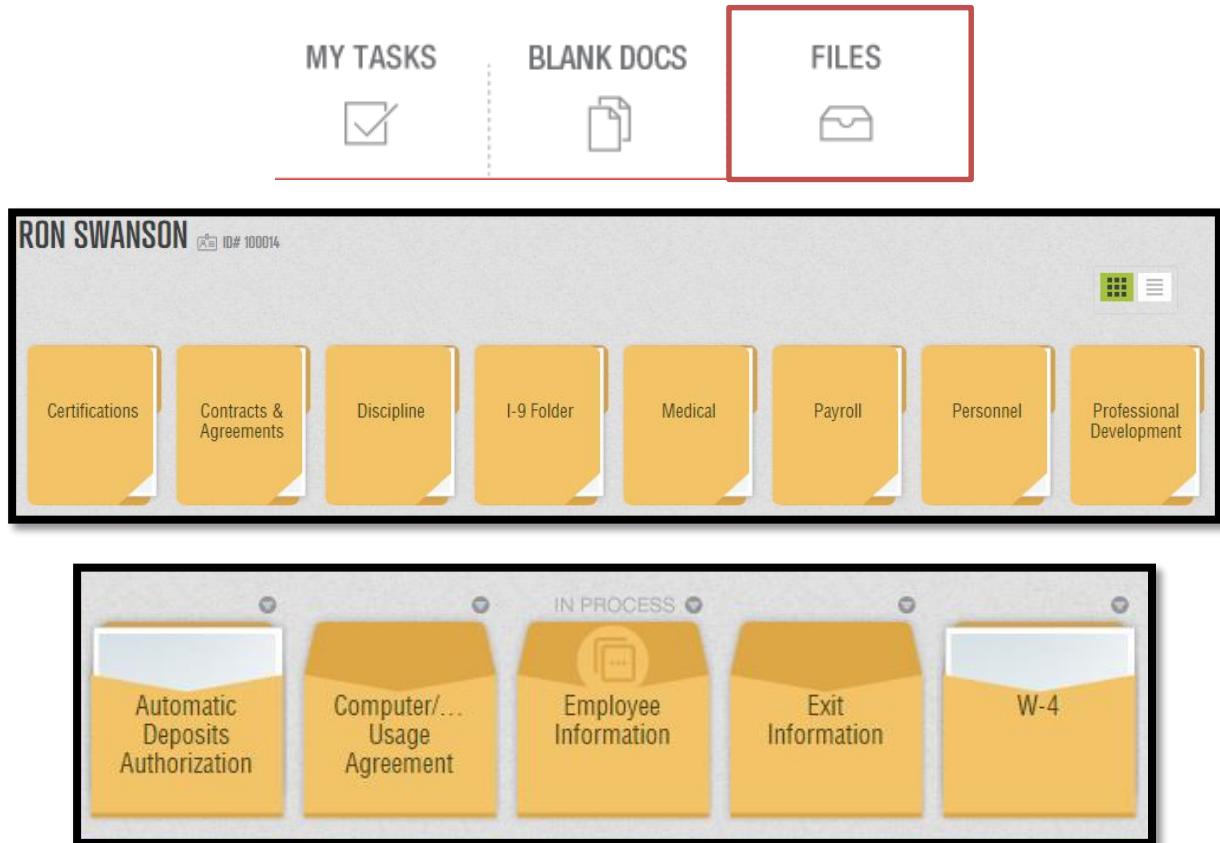 MY TASKS
BLANK DOCS
FILES
RON SWANSON ID# 100014
Certifications
Contracts &
Agreements
Discipline
I-9 Folder
Medical
Payroll
Personnel
Professional
Development
IN PROCESS
Automatic
Deposits
Authorization
Computer/...
Usage
Agreement
Employee
Information
Exit
Information
W-4